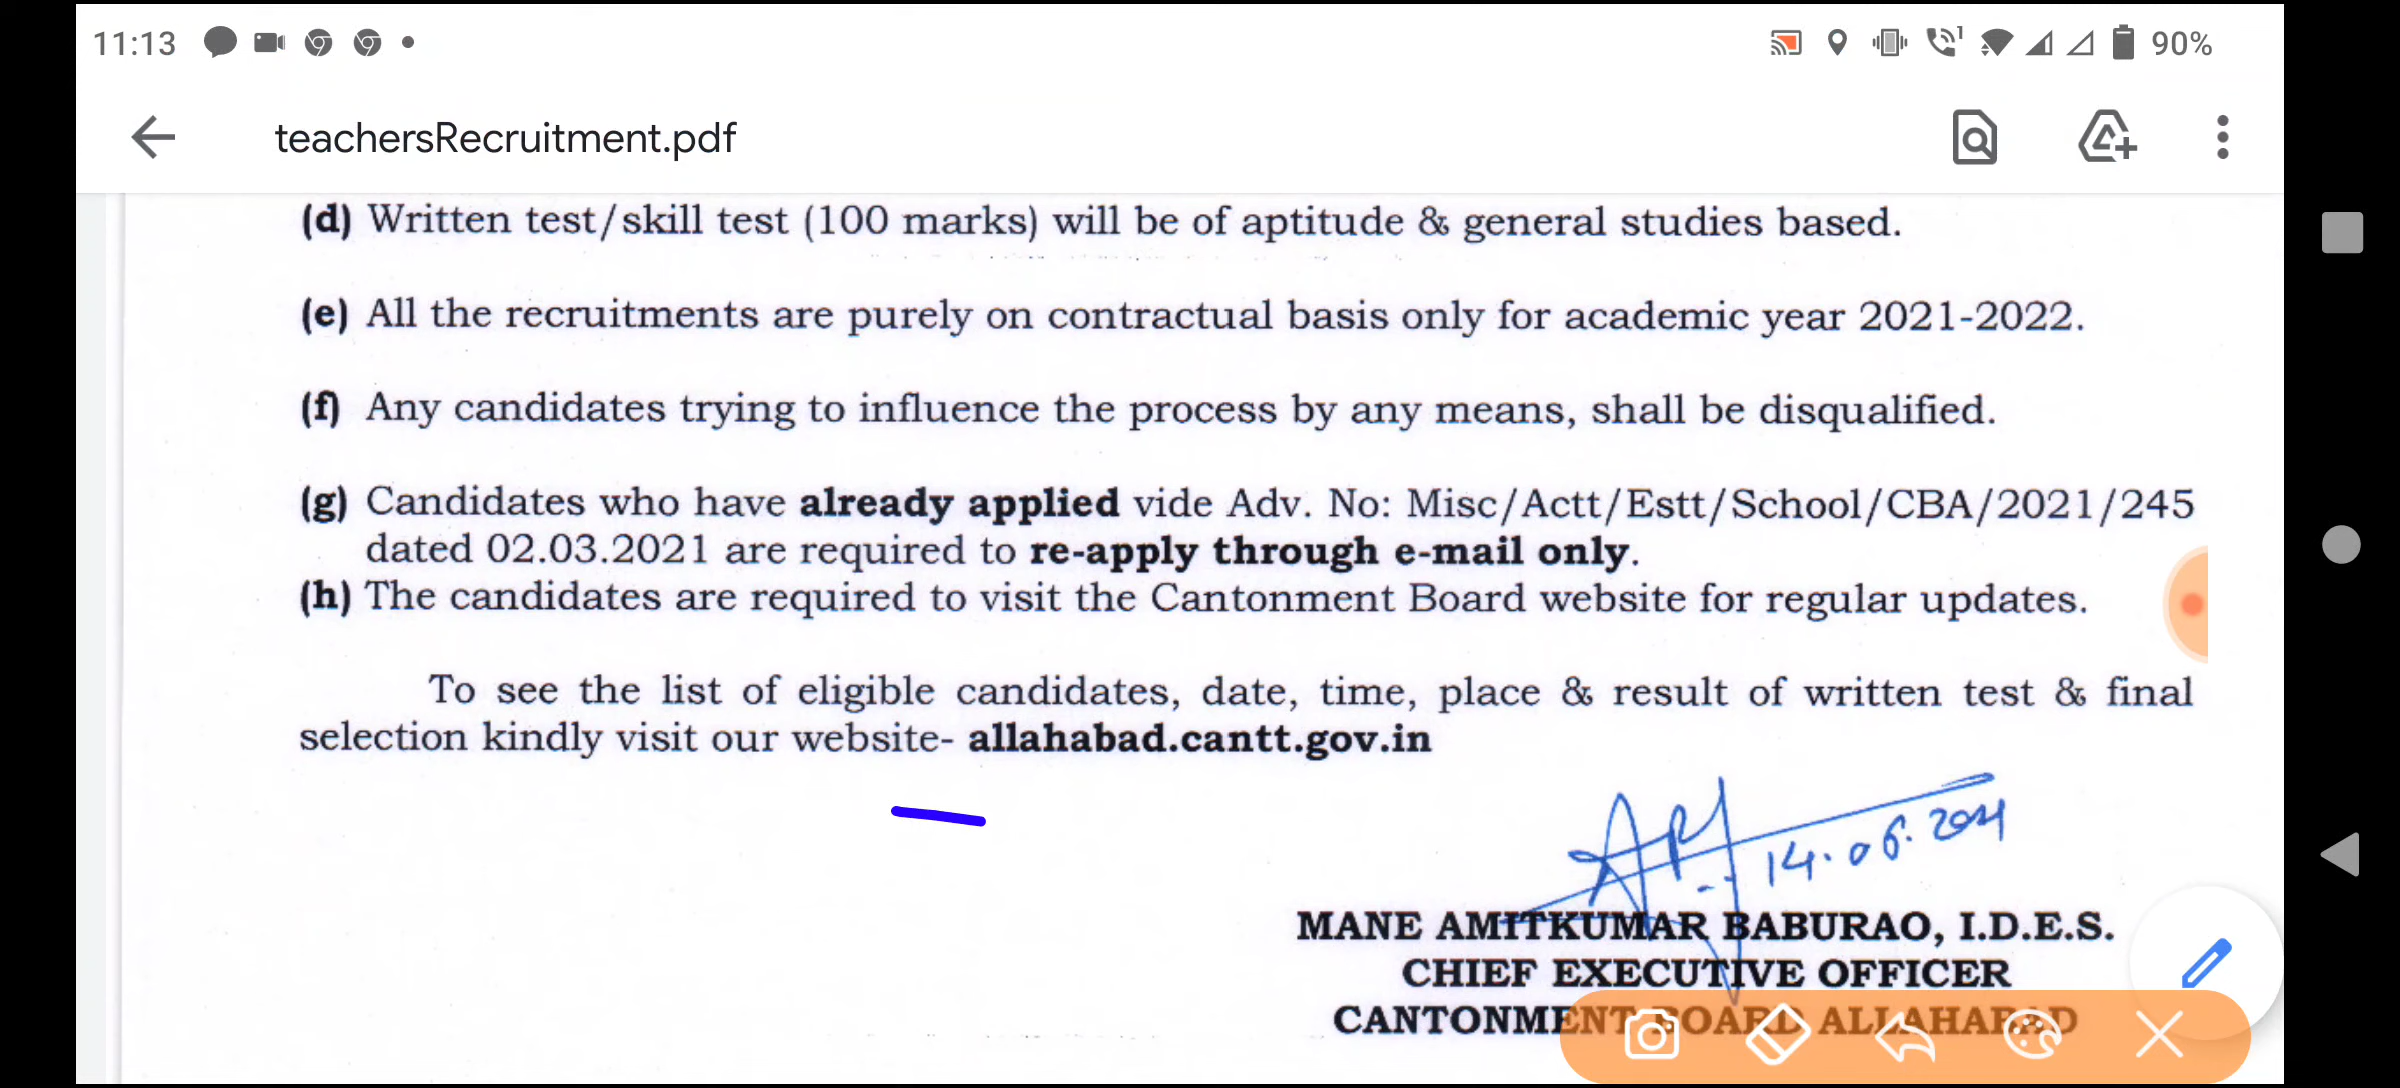 11:13
1
90%
teachersRecruitment.pdf
(d) Written test/skill test (100 marks) will be of aptitude & general studies based.
(e) All the recruitments are purely on contractual basis only for academic year 2021-2022.
(f) Any candidates trying to influence the process by any means, shall be disqualified.
(g) Candidates who have already applied vide Adv. No: Misc/Actt/Estt/School/CBA/2021/245
dated 02.03.2021 are required to re-apply through e-mail only.
(h) The candidates are required to visit the Cantonment Board website for regular updates.
To see the list of eligible candidates, date, time, place & result of written test & final
selection kindly visit our website- allahabad.cantt.gov.in
14.06.2021
MANE AMITKUMAR BABURAO, I.D.E.S.
CHIEF EXECUTIVE OFFICER
CANTONMENT BOARD ALLAHABAD